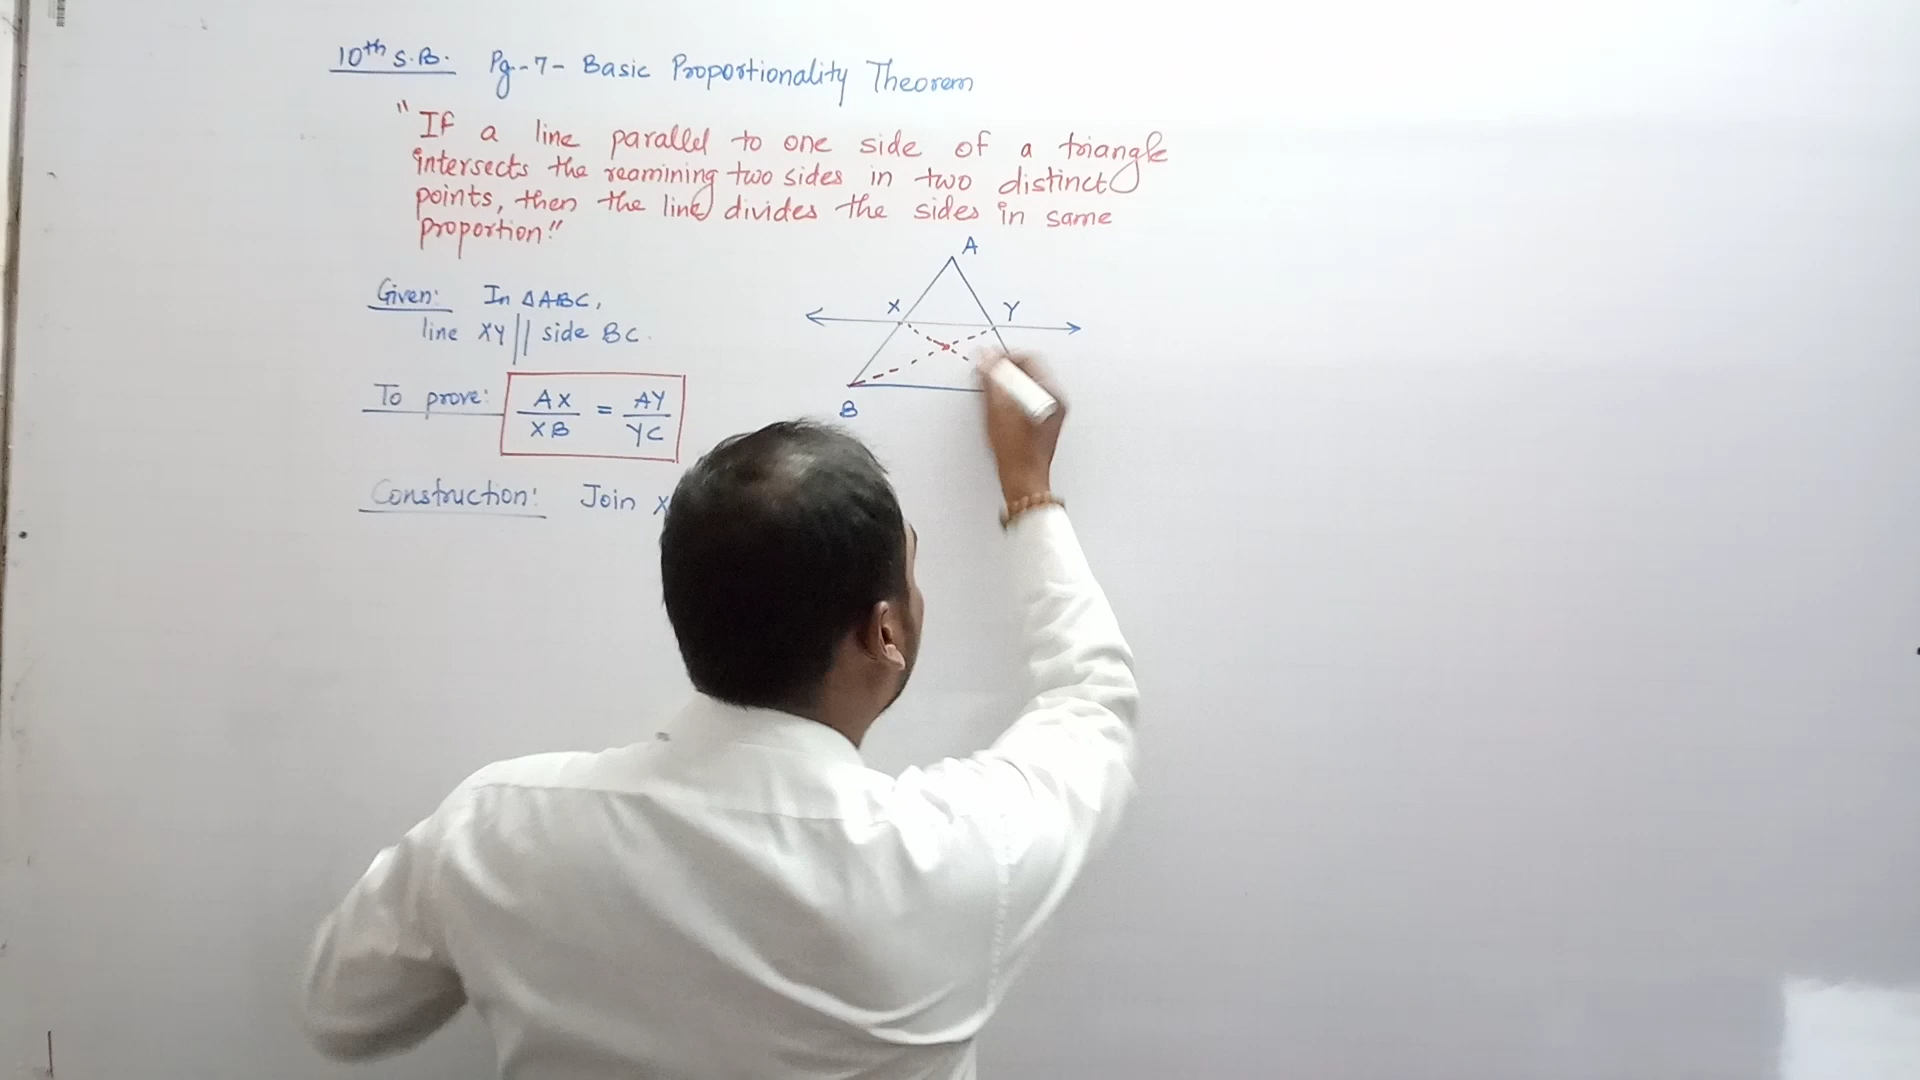 10th S.B. Pg.-7- Basic Proportionality Theorem
"If a line parallel to one side of a triangle
intersects the reamining two sides in two distinct
points, then the line divides the sides in same
proportion."
Given: In △ABC,
line XY || side BC.
To prove: AX/XB = AY/YC
Construction: Join X
A
X Y
B